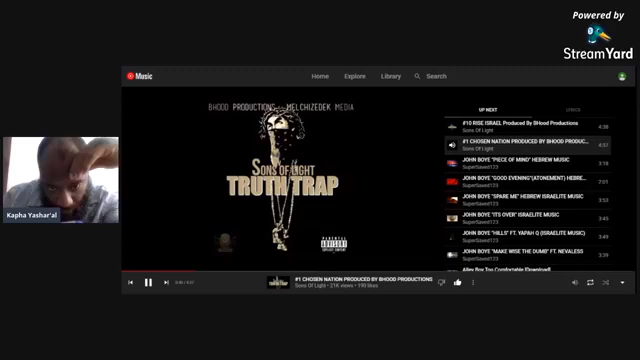 Powered by
StreamYard
Music
Home
Explore
Library
Search
BHOOD PRODUCTIONS
MELCHIZEDEK MEDIA
SONS OF LIGHT
TRUTH TRAP
PARENTAL
ADVISORY
EXPLICIT CONTENT
Kapha Yashar'al
UP NEXT
LYRICS
#10 RISE ISRAEL Produced By BHood Productions
Sons Of Light
4:38
#1 CHOSEN NATION PRODUCED BY BHOOD PRODUC...
Sons Of Light
4:57
JOHN BOYE "PIECE OF MIND" HEBREW MUSIC
SuperSaved123
3:18
JOHN BOYE "GOOD EVENING"(ATONEMENT) HEBRE...
SuperSaved123
JOHN BOYE "SPARE ME" HEBREW ISRAELITE MUSIC
SuperSaved123
3:53
JOHN BOYE "ITS OVER" ISRAELITE MUSIC
SuperSaved123
3:45
JOHN BOYE "HILLS" FT. YAPAH Q (ISRAELITE MUSIC)
SuperSaved123
3:49
JOHN BOYE "MAKE WISE THE DUMB" FT. NEVALESS
SuperSaved123
3:39
#1 CHOSEN NATION PRODUCED BY BHOOD PRODUCTIONS
Sons Of Light • 21K views • 190 likes